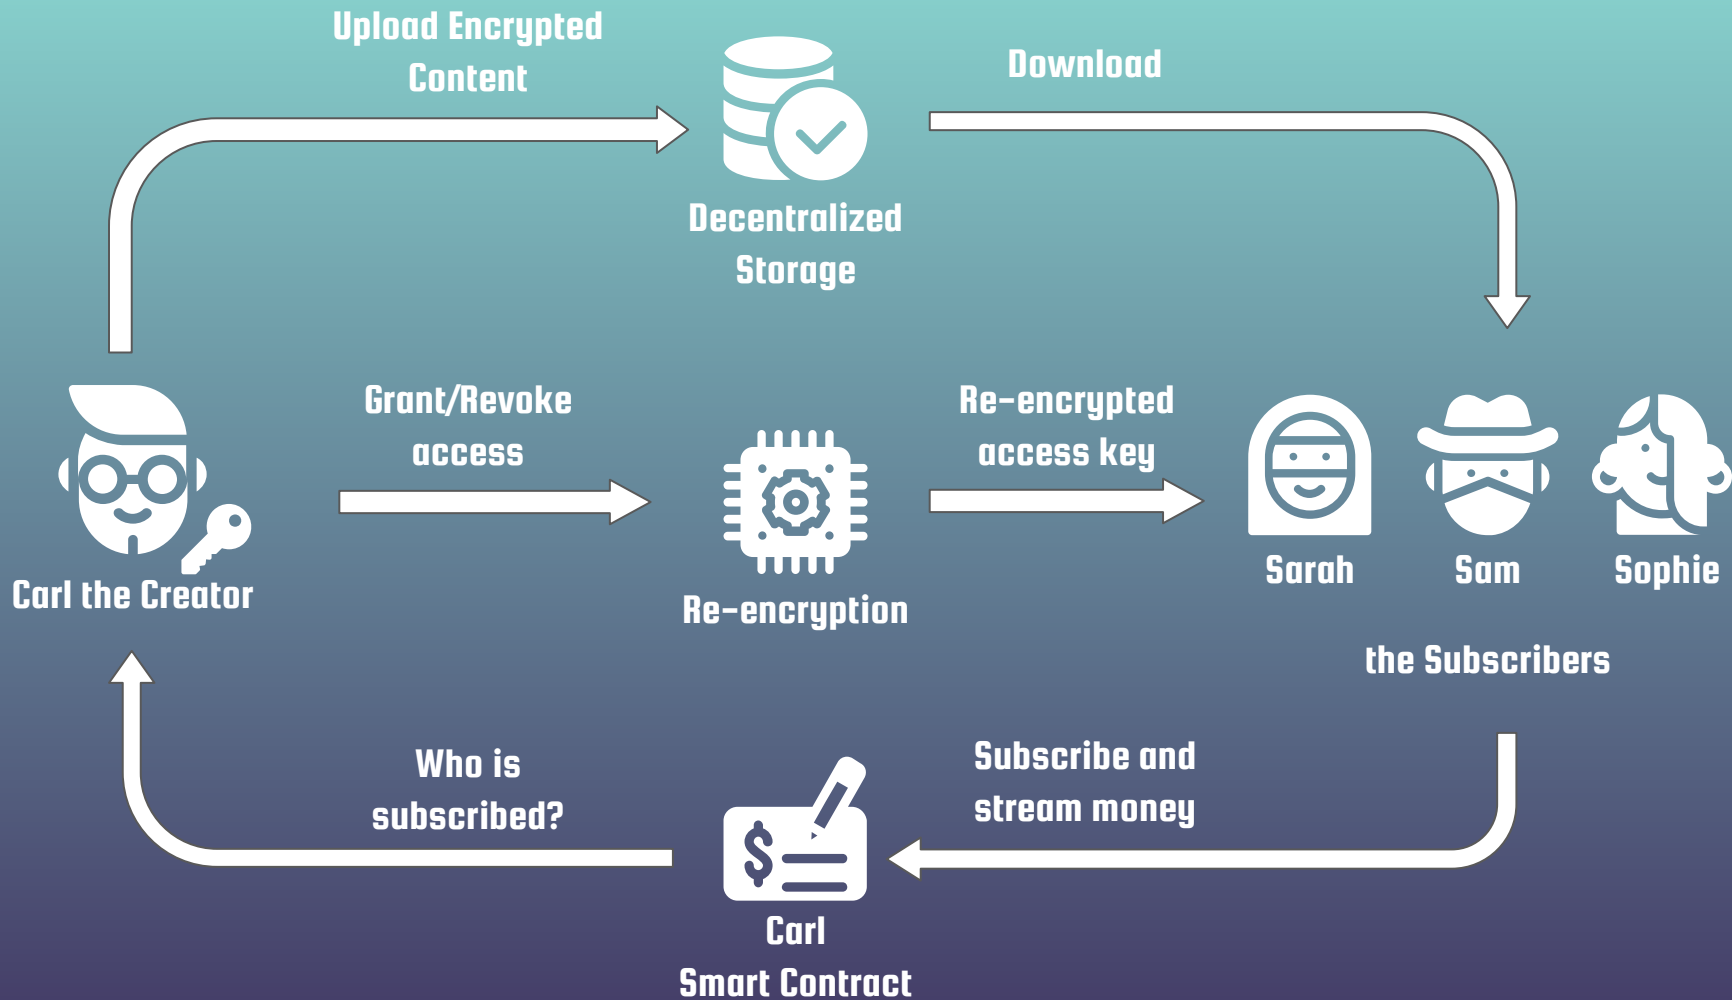 Upload Encrypted
Content
Download
Decentralized
Storage
Grant/Revoke
access
Re-encrypted
access key
Carl the Creator
Re-encryption
Sarah
Sam
Sophie
the Subscribers
Who is
subscribed?
Subscribe and
stream money
Carl
Smart Contract